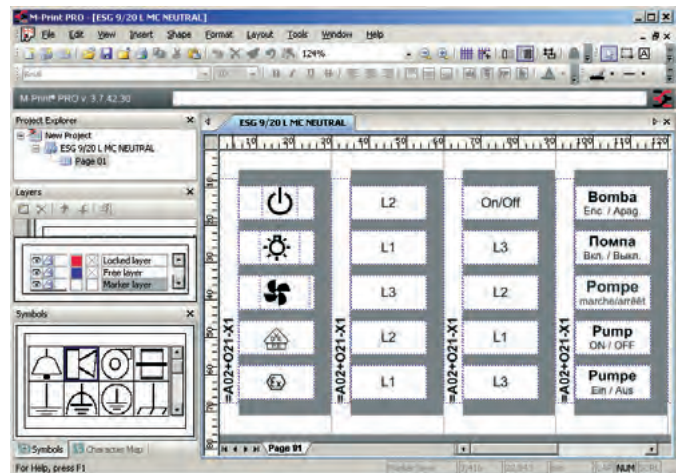 M-Print PRO - [ESG 9/20 L MC NEUTRAL]
File Edit View Insert Shape Format Layout Tools Window Help
124%
M-Print® PRO v. 3.7.42.30
Project Explorer
New Project
ESG 9/20 L MC NEUTRAL
Page 01
Layers
Locked layer
Free layer
Marker layer
Symbols
Symbols Character Map
ESG 9/20 L MC NEUTRAL
10 20 30 40 50 60 70 80 90 100 110 120
L2 On/Off Bomba
Enc. / Apag.
L1 L3 Помпа
Вкл. / Выкл.
L3 L2 Pompe
marche/arrêt
L2 L1 Pump
ON / OFF
Ex L1 L3 Pumpe
Ein / Aus
=A02+O21-X1
=A02+O21-X1
=A02+O21-X1
=A02+O21-X1
Page 01
For Help, press F1
NUM